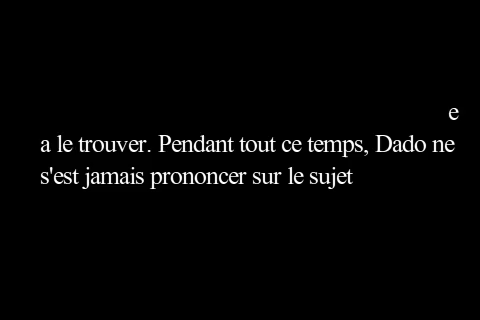 e
a le trouver. Pendant tout ce temps, Dado ne
s'est jamais prononcer sur le sujet